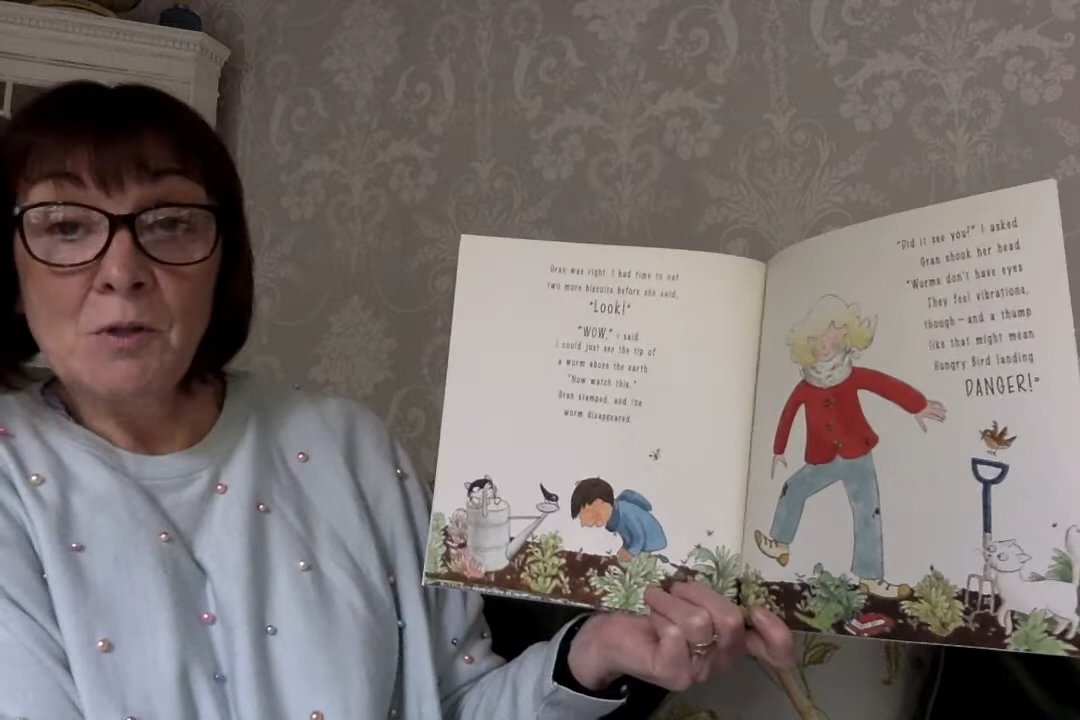 Gran was right. I had time to eat
two more biscuits before she said,
"Look!"
"WOW," I said.
I could just see the tip of
a worm above the earth.
"Now watch this."
Gran stamped, and the
worm disappeared.
"Did it see you?" I asked.
Gran shook her head.
"Worms don't have eyes.
They feel vibrations,
though—and a thump
like that might mean
Hungry Bird landing.
DANGER!"